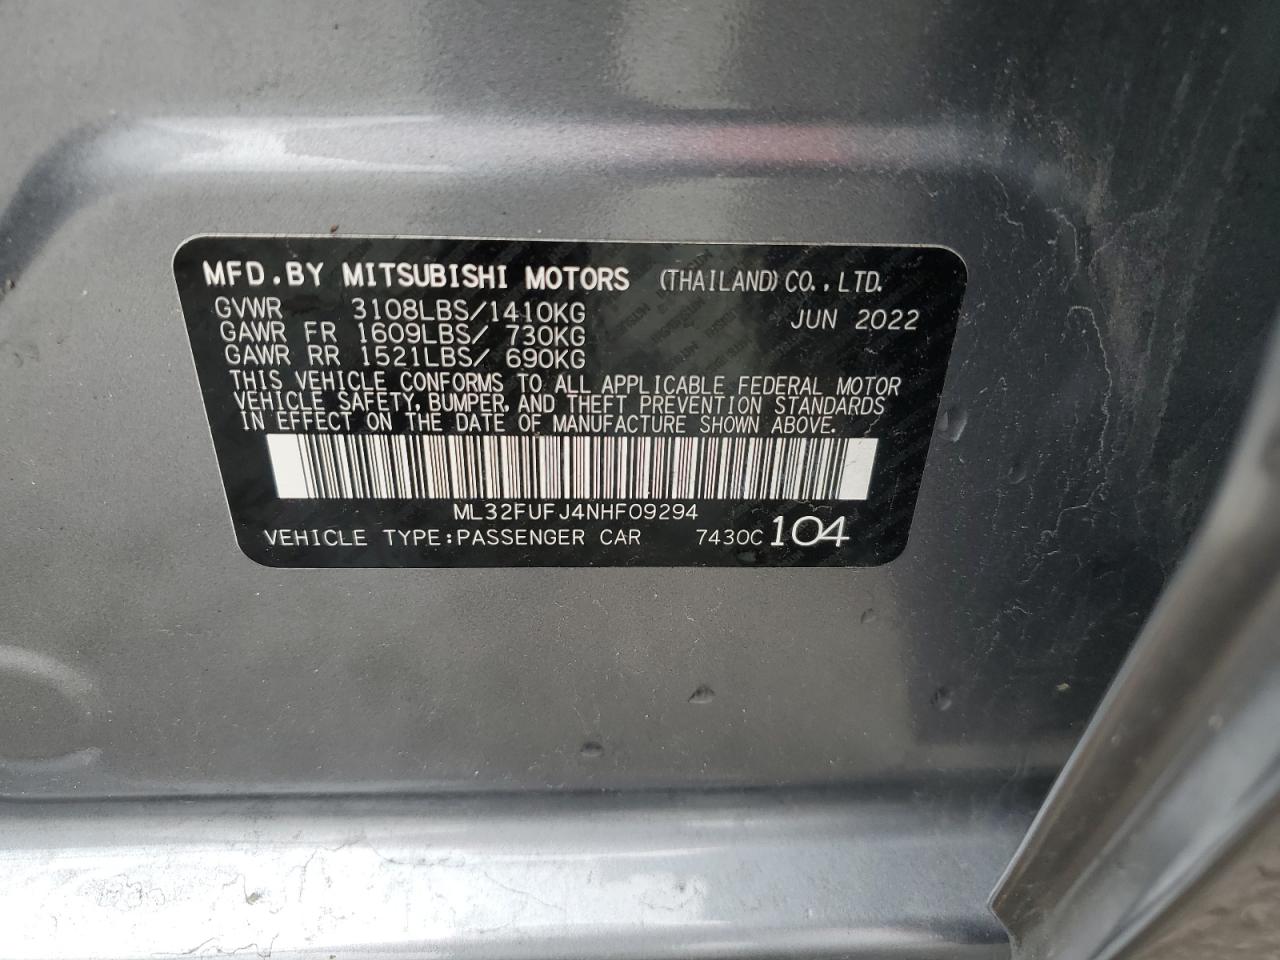 MFD.BY MITSUBISHI MOTORS (THAILAND)CO.,LTD.
GVWR 3108LBS/1410KG JUN 2022
GAWR FR 1609LBS/ 730KG
GAWR RR 1521LBS/ 690KG
THIS VEHICLE CONFORMS TO ALL APPLICABLE FEDERAL MOTOR
VEHICLE SAFETY, BUMPER, AND THEFT PREVENTION STANDARDS
IN EFFECT ON THE DATE OF MANUFACTURE SHOWN ABOVE.
ML32FUFJ4NHF09294
VEHICLE TYPE:PASSENGER CAR 7430C 104